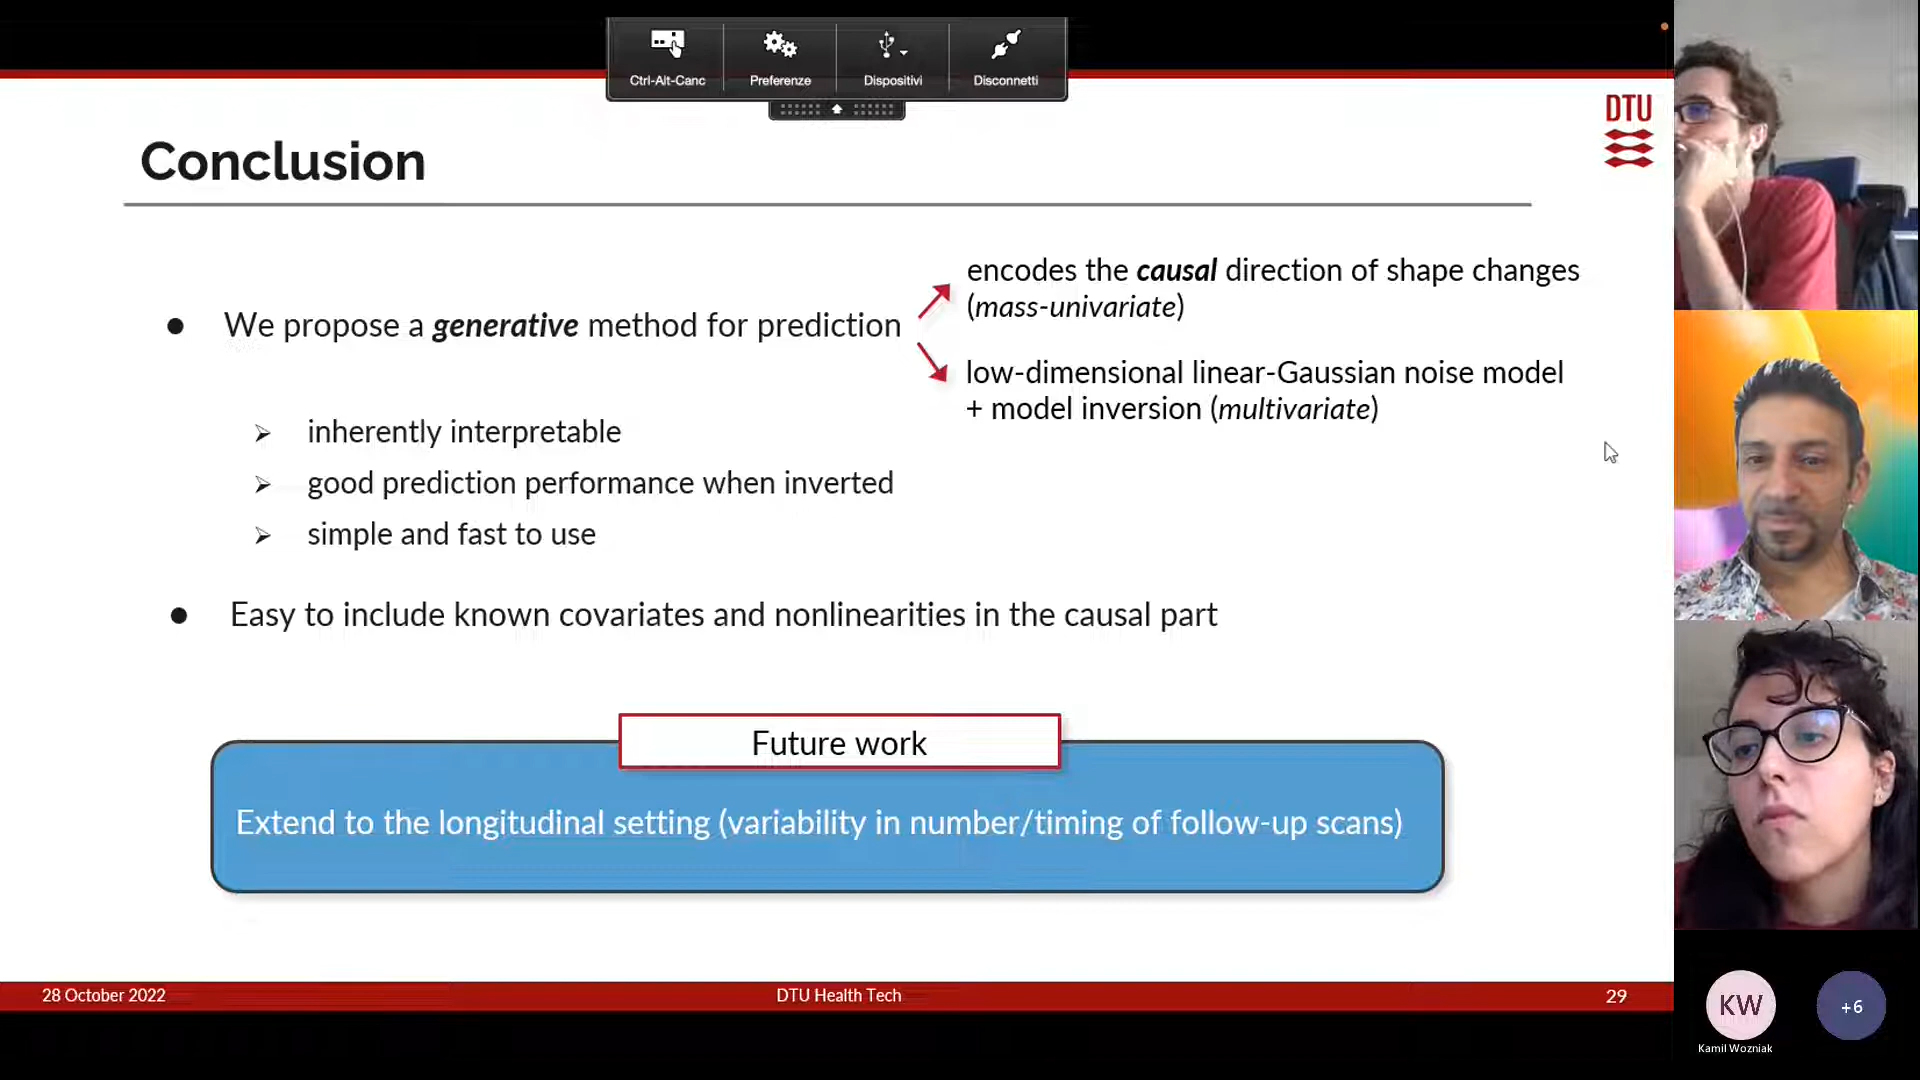 Ctrl-Alt-Canc
Preferenze
Dispositivi
Disconnetti
DTU
Conclusion
● We propose a generative method for prediction
encodes the causal direction of shape changes
(mass-univariate)
low-dimensional linear-Gaussian noise model
+ model inversion (multivariate)
➢ inherently interpretable
➢ good prediction performance when inverted
➢ simple and fast to use
● Easy to include known covariates and nonlinearities in the causal part
Future work
Extend to the longitudinal setting (variability in number/timing of follow-up scans)
28 October 2022
DTU Health Tech
29
KW
+6
Kamil Wozniak